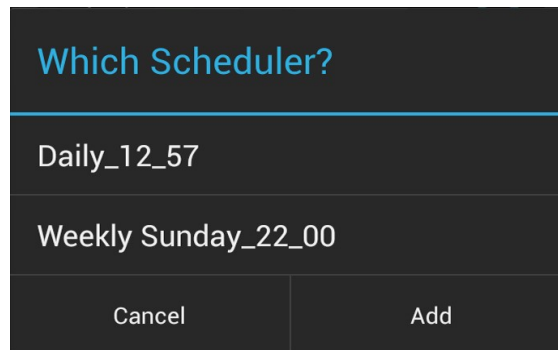 Which Scheduler?
Daily_12_57
Weekly Sunday_22_00
Cancel Add